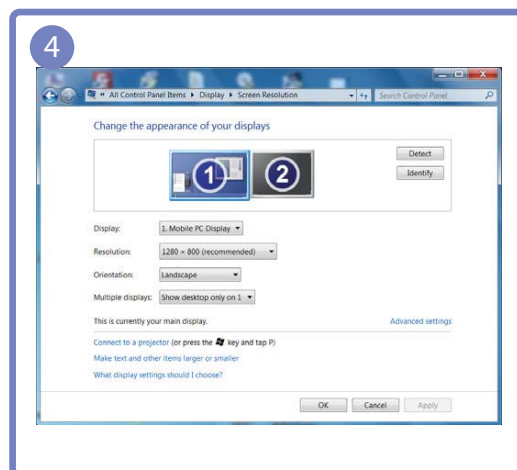 4
« All Control Panel Items ▸ Display ▸ Screen Resolution
Search Control Panel
Change the appearance of your displays
1
2
Detect
Identify
Display: 1. Mobile PC Display
Resolution: 1280 × 800 (recommended)
Orientation: Landscape
Multiple displays: Show desktop only on 1
This is currently your main display.
Advanced settings
Connect to a projector (or press the key and tap P)
Make text and other items larger or smaller
What display settings should I choose?
OK Cancel Apply